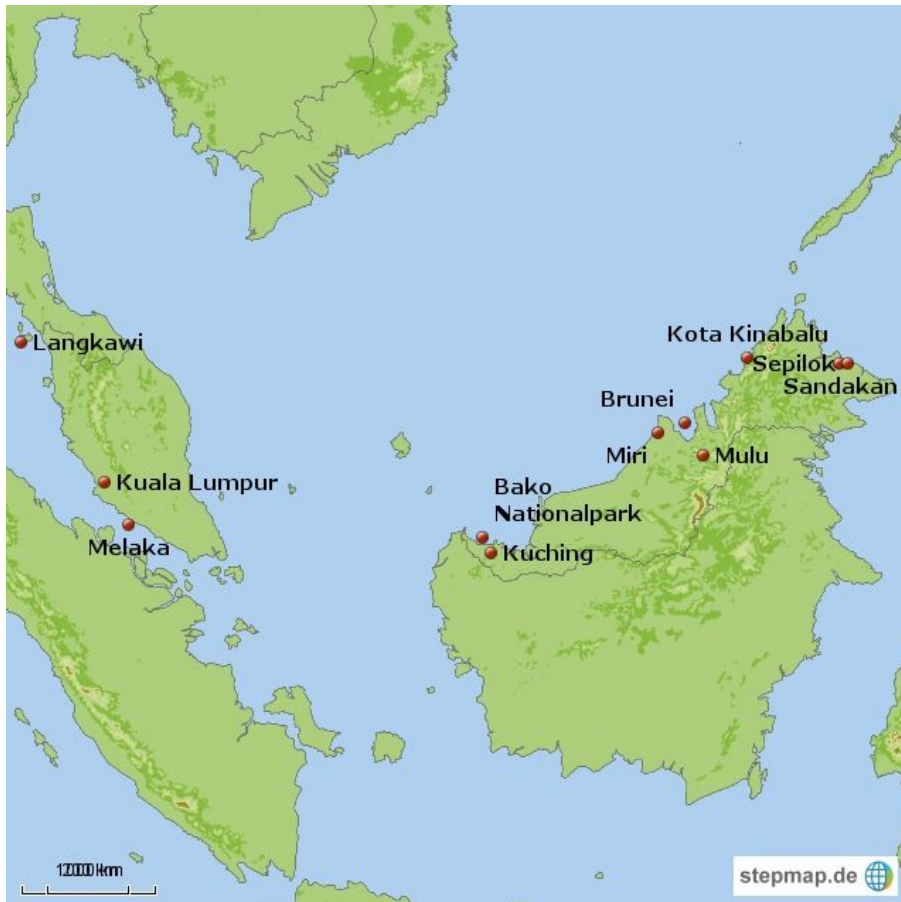 Kota Kinabalu
Langkawi
Sepilok
Sandakan
Brunei
Miri
Mulu
Kuala Lumpur
Bako
Nationalpark
Melaka
Kuching
stepmap.de